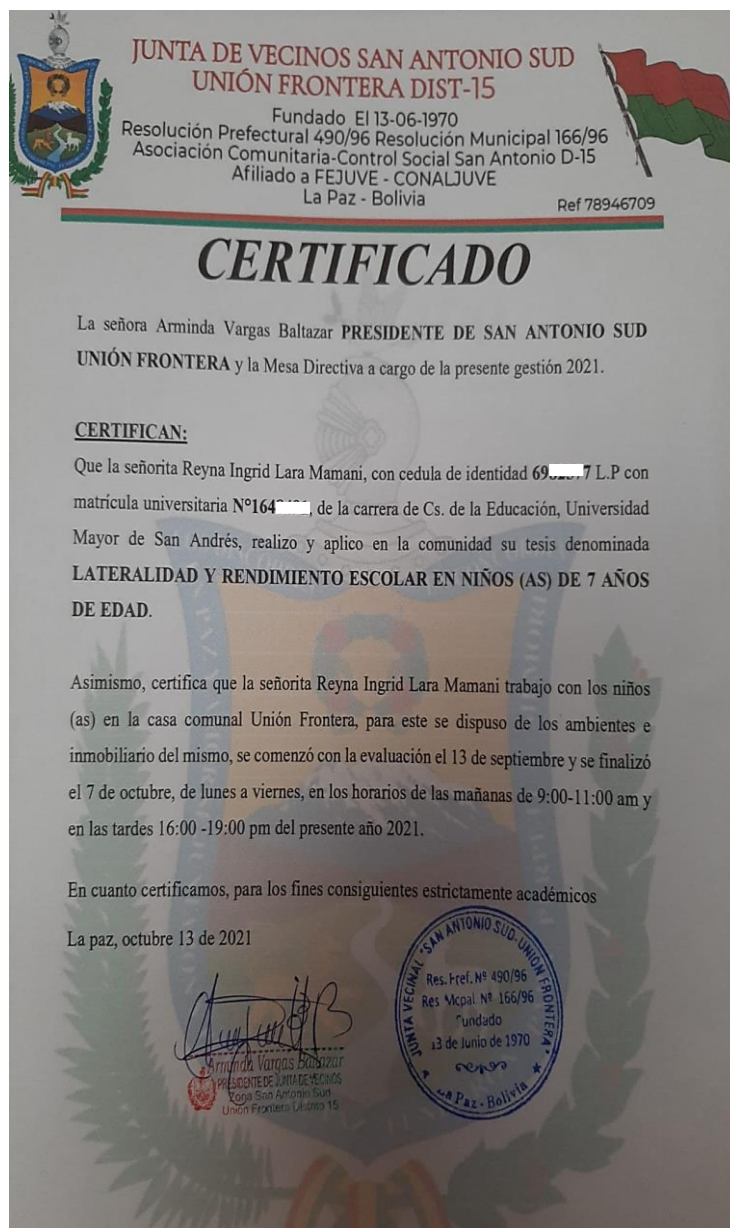 JUNTA DE VECINOS SAN ANTONIO SUD
UNIÓN FRONTERA DIST-15
Fundado El 13-06-1970
Resolución Prefectural 490/96 Resolución Municipal 166/96
Asociación Comunitaria-Control Social San Antonio D-15
Afiliado a FEJUVE - CONALJUVE
La Paz - Bolivia
Ref 78946709
CERTIFICADO
La señora Arminda Vargas Baltazar PRESIDENTE DE SAN ANTONIO SUD
UNIÓN FRONTERA y la Mesa Directiva a cargo de la presente gestión 2021.
CERTIFICAN:
Que la señorita Reyna Ingrid Lara Mamani, con cedula de identidad 69 7 L.P con
matrícula universitaria N°164 , de la carrera de Cs. de la Educación, Universidad
Mayor de San Andrés, realizo y aplico en la comunidad su tesis denominada
LATERALIDAD Y RENDIMIENTO ESCOLAR EN NIÑOS (AS) DE 7 AÑOS
DE EDAD.
Asimismo, certifica que la señorita Reyna Ingrid Lara Mamani trabajo con los niños
(as) en la casa comunal Unión Frontera, para este se dispuso de los ambientes e
inmobiliario del mismo, se comenzó con la evaluación el 13 de septiembre y se finalizó
el 7 de octubre, de lunes a viernes, en los horarios de las mañanas de 9:00-11:00 am y
en las tardes 16:00 -19:00 pm del presente año 2021.
En cuanto certificamos, para los fines consiguientes estrictamente académicos
La paz, octubre 13 de 2021
Arminda Vargas Baltazar
PRESIDENTE DE JUNTA DE VECINOS
Zona San Antonio Sud
Unión Frontera Distrito 15
JUNTA VECINAL "SAN ANTONIO SUD-UNION FRONTERA"
Res. Pref. Nº 490/96
Res Mcpal. Nº 166/96
Fundado
13 de Junio de 1970
La Paz - Bolivia